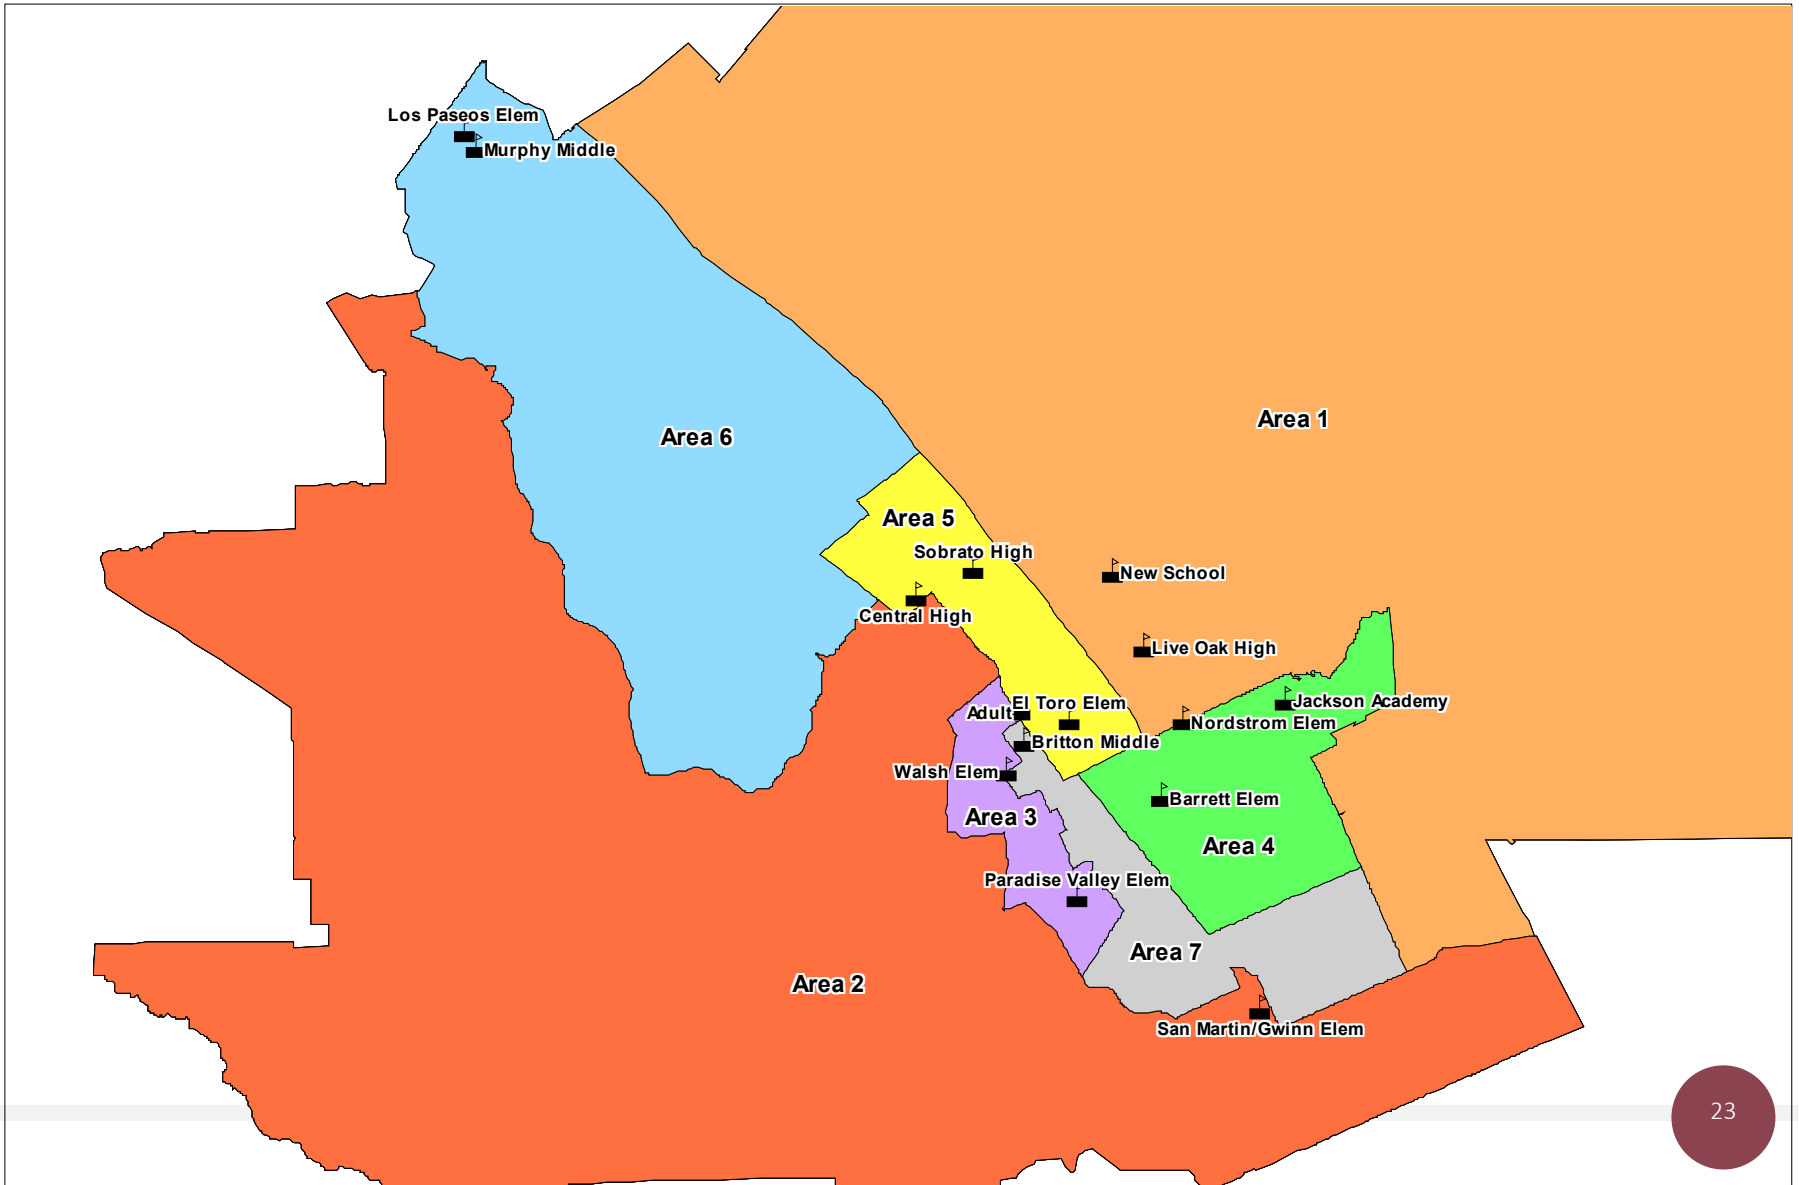 Los Paseos Elem
Murphy Middle
Area 1
Area 6
Area 5
Sobrato High
New School
Central High
Live Oak High
Jackson Academy
El Toro Elem
Adult
Nordstrom Elem
Britton Middle
Walsh Elem
Barrett Elem
Area 3
Area 4
Paradise Valley Elem
Area 7
Area 2
San Martin/Gwinn Elem
23